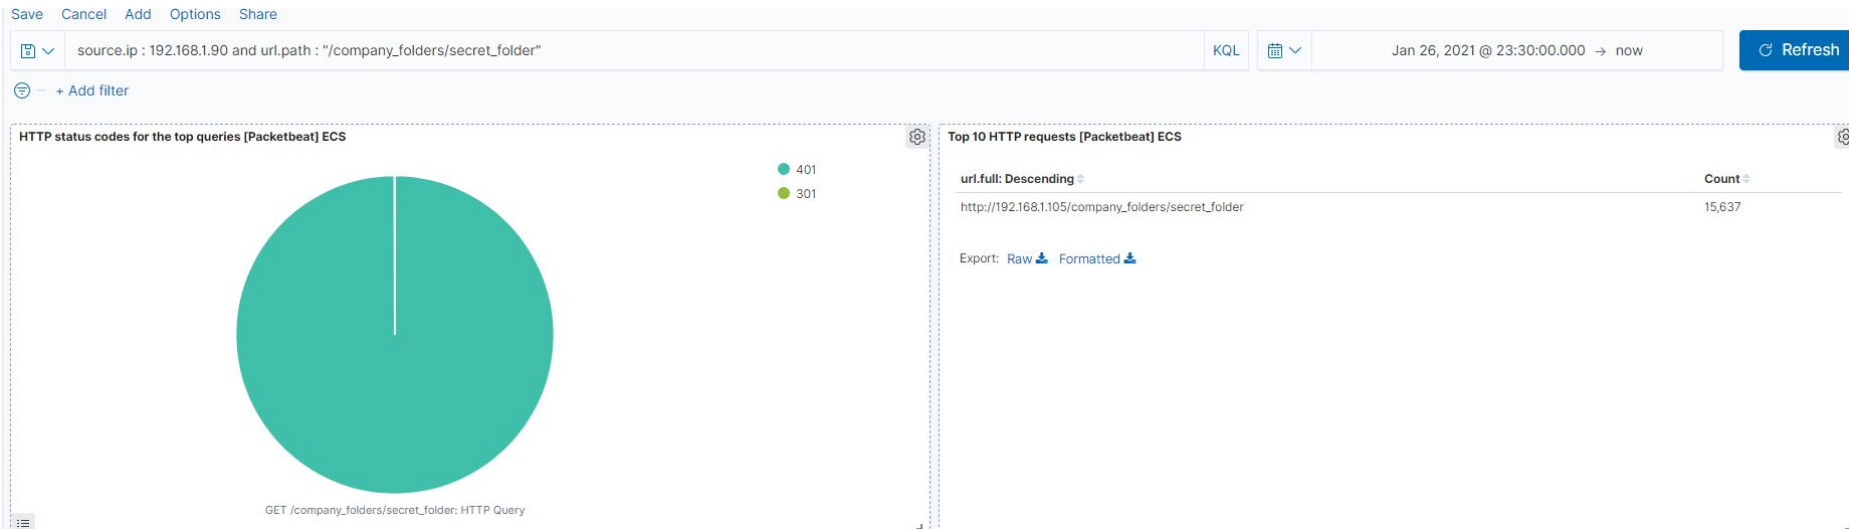 Save Cancel Add Options Share
source.ip : 192.168.1.90 and url.path : "/company_folders/secret_folder" KQL Jan 26, 2021 @ 23:30:00.000 → now Refresh
+ Add filter
HTTP status codes for the top queries [Packetbeat] ECS
401
301
GET /company_folders/secret_folder: HTTP Query
Top 10 HTTP requests [Packetbeat] ECS
url.full: Descending Count
http://192.168.1.105/company_folders/secret_folder 15,637
Export: Raw Formatted